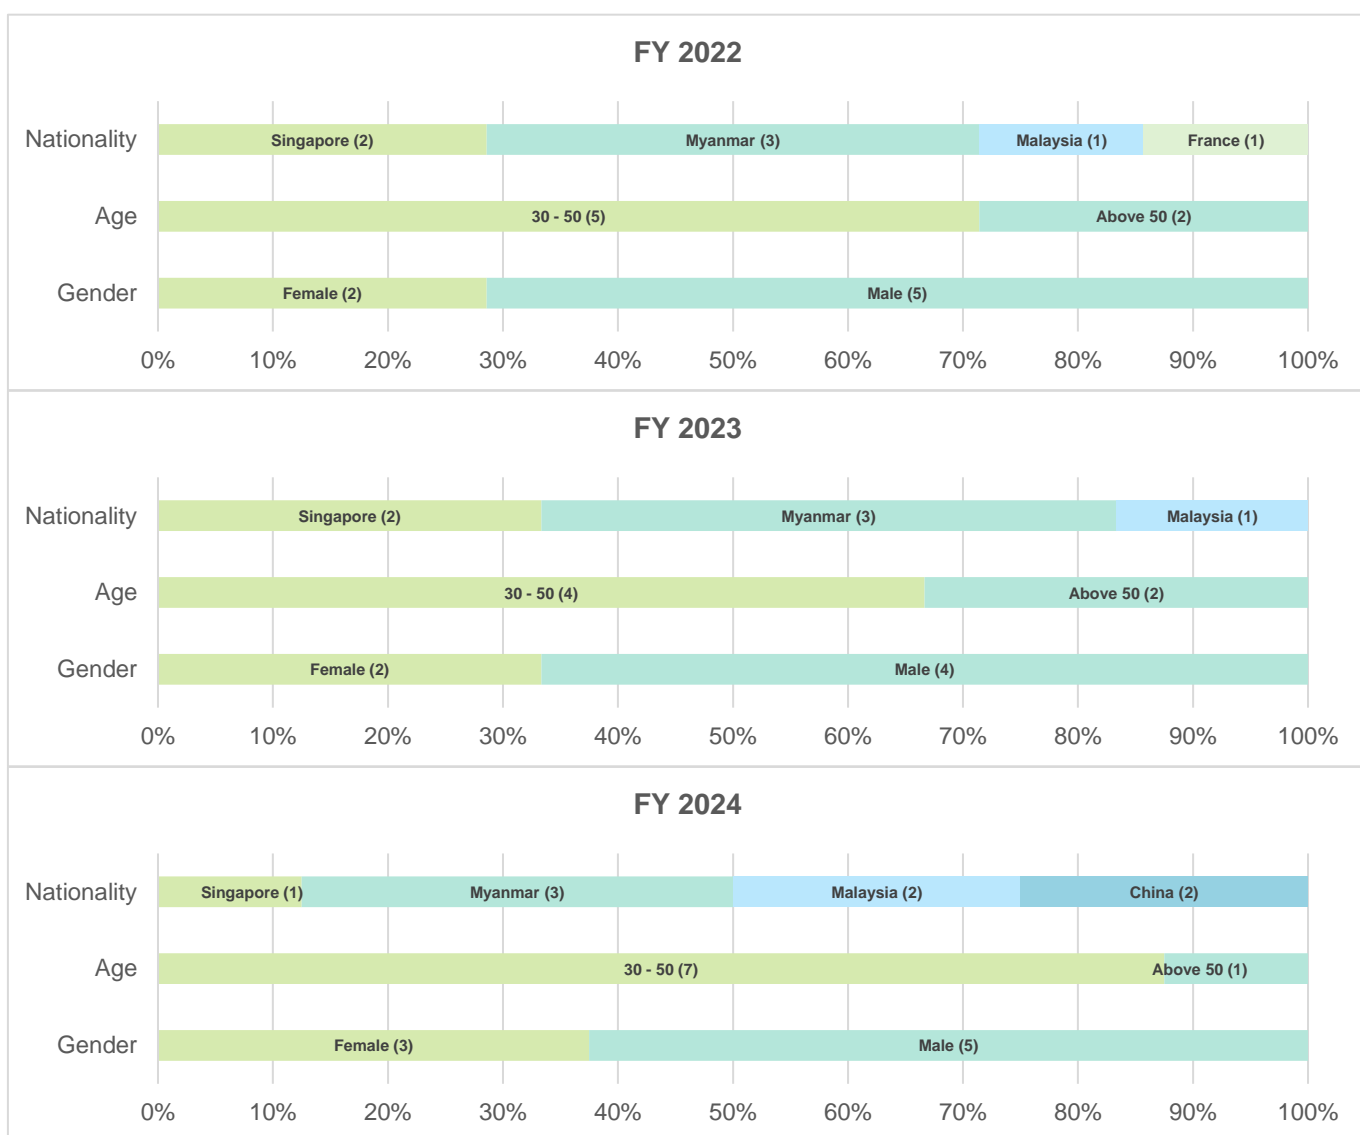 FY 2022
Nationality
Singapore (2) Myanmar (3) Malaysia (1) France (1)
Age
30 - 50 (5) Above 50 (2)
Gender
Female (2) Male (5)
0% 10% 20% 30% 40% 50% 60% 70% 80% 90% 100%
FY 2023
Nationality
Singapore (2) Myanmar (3) Malaysia (1)
Age
30 - 50 (4) Above 50 (2)
Gender
Female (2) Male (4)
0% 10% 20% 30% 40% 50% 60% 70% 80% 90% 100%
FY 2024
Nationality
Singapore (1) Myanmar (3) Malaysia (2) China (2)
Age
30 - 50 (7) Above 50 (1)
Gender
Female (3) Male (5)
0% 10% 20% 30% 40% 50% 60% 70% 80% 90% 100%